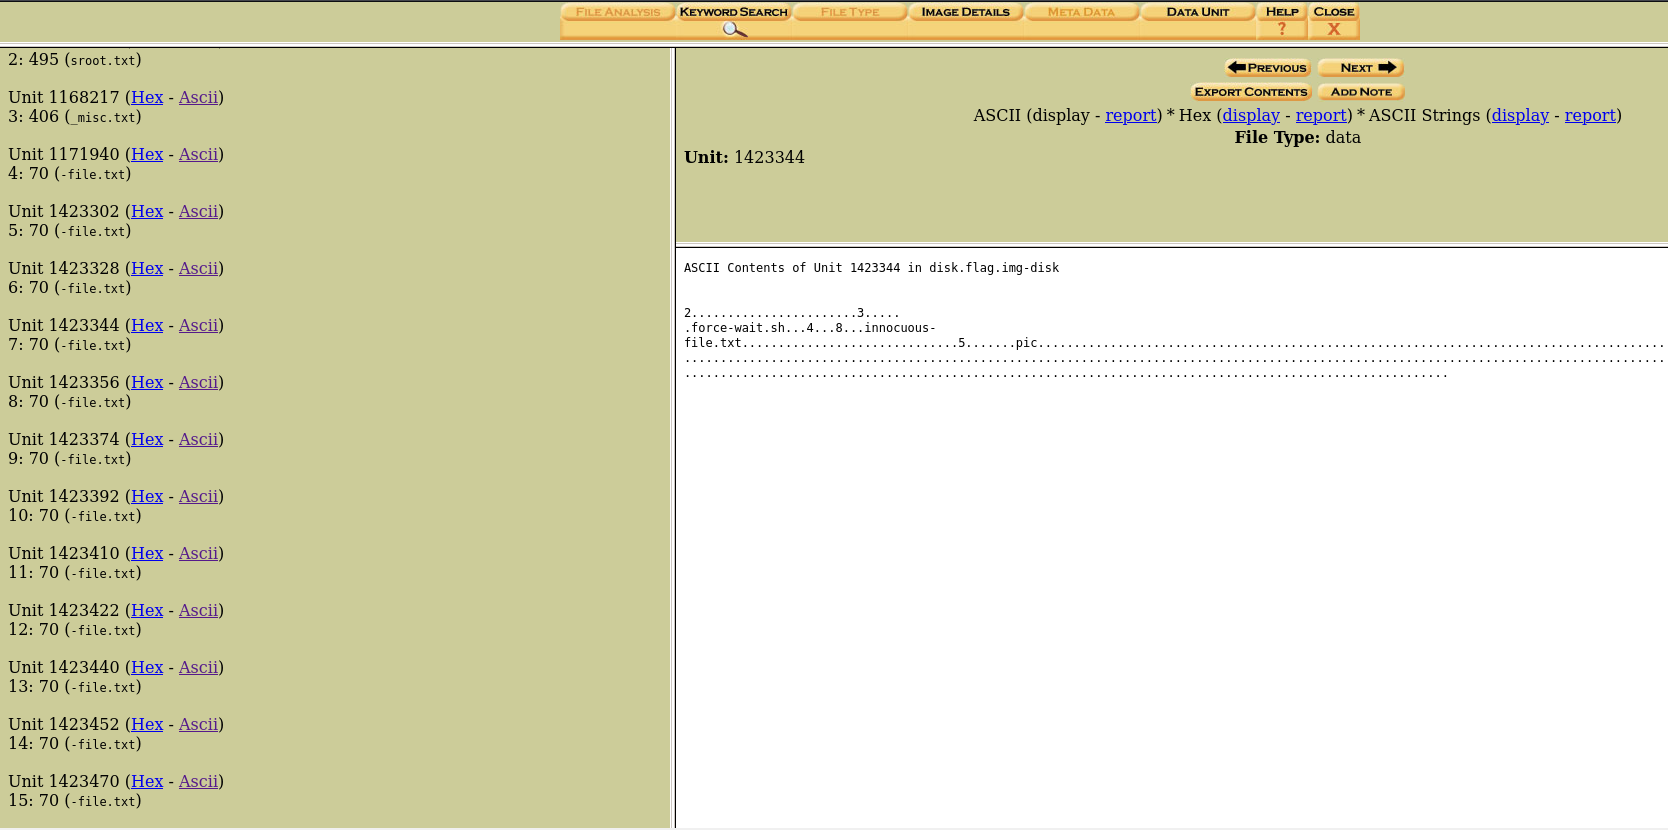 FILE ANALYSIS KEYWORD SEARCH FILE TYPE IMAGE DETAILS META DATA DATA UNIT HELP CLOSE
? X
2: 495 (sroot.txt)
Unit 1168217 (Hex - Ascii)
3: 406 (_misc.txt)
Unit 1171940 (Hex - Ascii)
4: 70 (-file.txt)
Unit 1423302 (Hex - Ascii)
5: 70 (-file.txt)
Unit 1423328 (Hex - Ascii)
6: 70 (-file.txt)
Unit 1423344 (Hex - Ascii)
7: 70 (-file.txt)
Unit 1423356 (Hex - Ascii)
8: 70 (-file.txt)
Unit 1423374 (Hex - Ascii)
9: 70 (-file.txt)
Unit 1423392 (Hex - Ascii)
10: 70 (-file.txt)
Unit 1423410 (Hex - Ascii)
11: 70 (-file.txt)
Unit 1423422 (Hex - Ascii)
12: 70 (-file.txt)
Unit 1423440 (Hex - Ascii)
13: 70 (-file.txt)
Unit 1423452 (Hex - Ascii)
14: 70 (-file.txt)
Unit 1423470 (Hex - Ascii)
15: 70 (-file.txt)
PREVIOUS NEXT
EXPORT CONTENTS ADD NOTE
ASCII (display - report) * Hex (display - report) * ASCII Strings (display - report)
File Type: data
Unit: 1423344
ASCII Contents of Unit 1423344 in disk.flag.img-disk
2.......................3.....
.force-wait.sh...4...8...innocuous-
file.txt..............................5.......pic.......................................................................................
........................................................................................................................................
..........................................................................................................